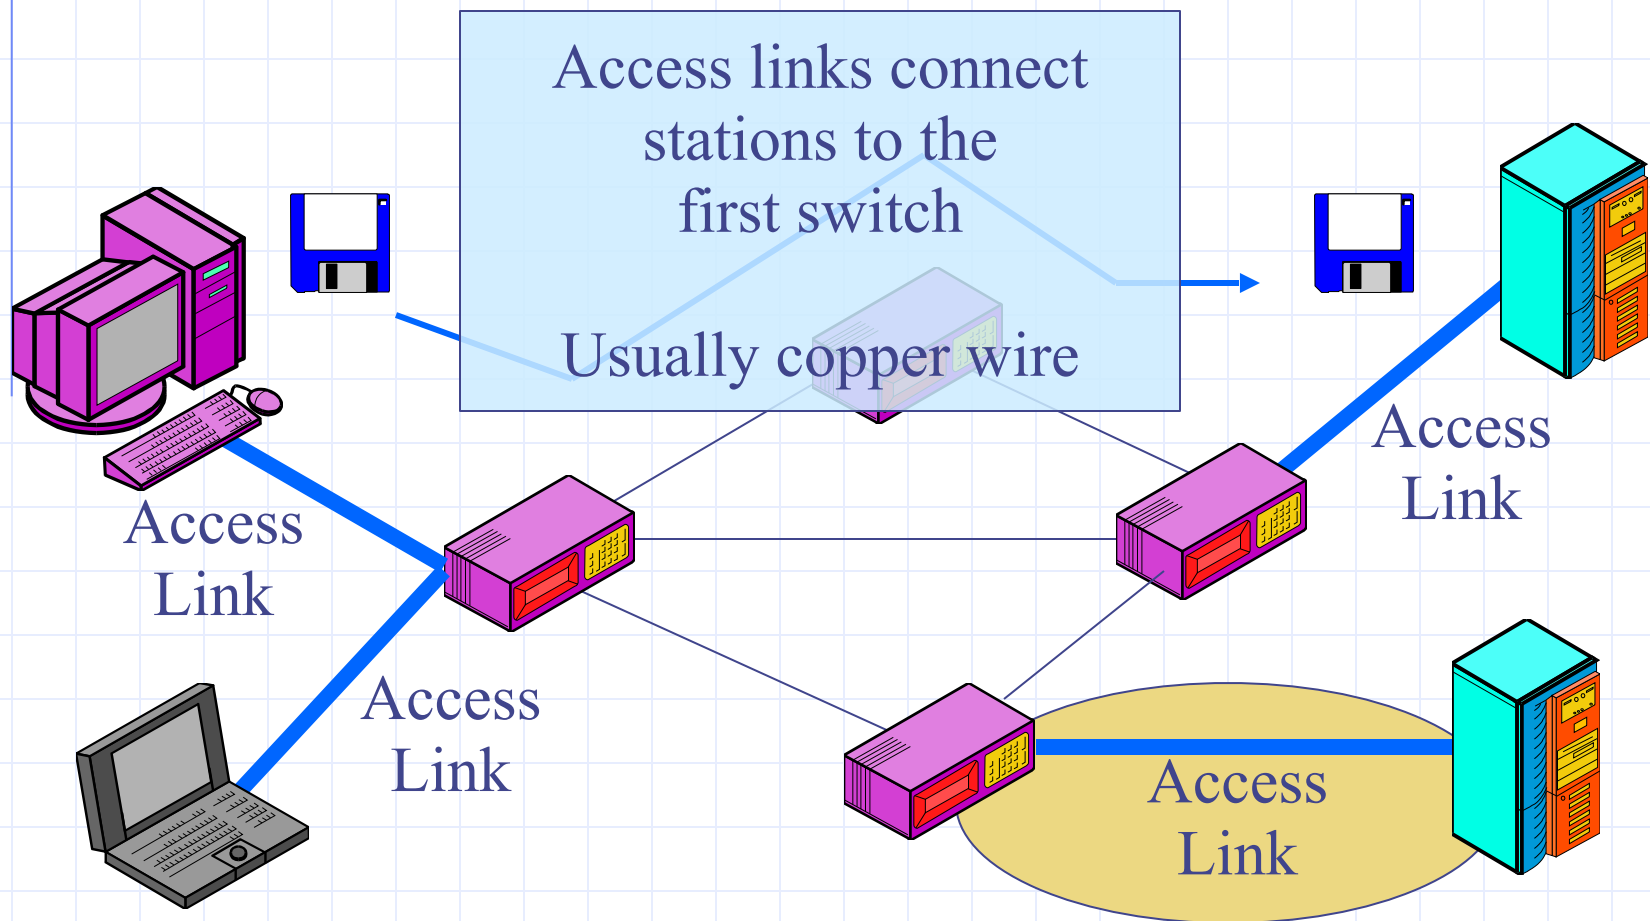 Access links connect
stations to the
first switch
Usually copper wire
Access
Link
Access
Link
Access
Link
Access
Link